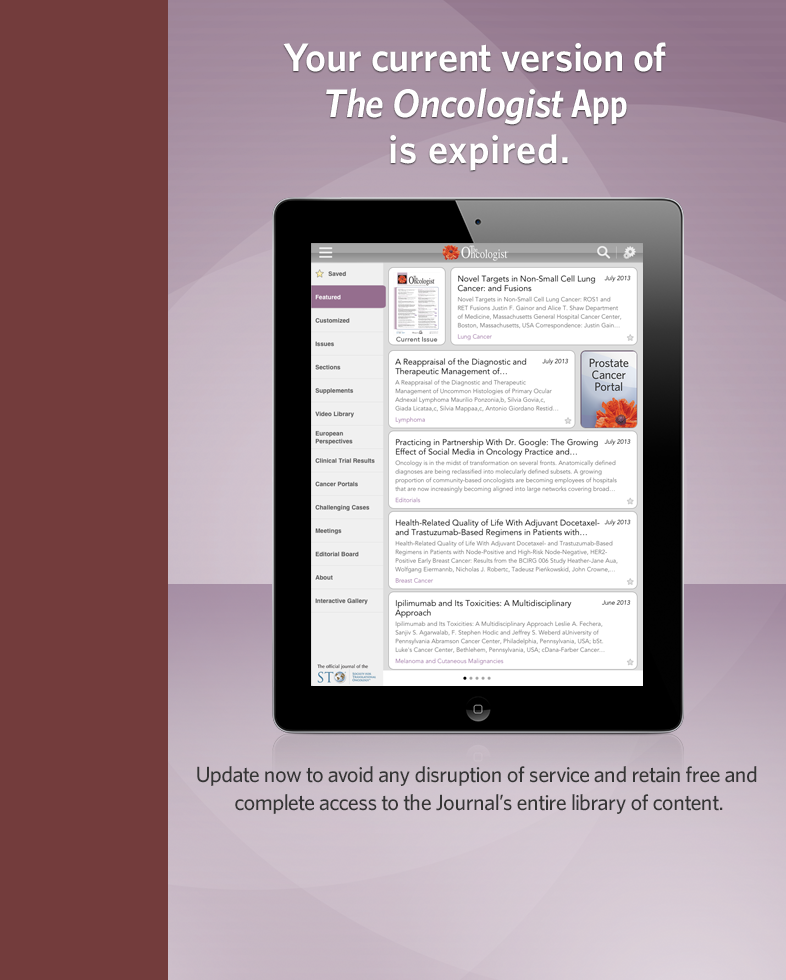 Your current version of
The Oncologist App
is expired.
The
Oncologist
Saved
Featured
Customized
Issues
Sections
Supplements
Video Library
European
Perspectives
Clinical Trial Results
Cancer Portals
Challenging Cases
Meetings
Editorial Board
About
Interactive Gallery
The official journal of the
STO
Oncologist
Current Issue
Novel Targets in Non-Small Cell Lung
Cancer: and Fusions
July 2013
Novel Targets in Non-Small Cell Lung Cancer: ROS1 and
RET Fusions Justin F. Gainor and Alice T. Shaw Department
of Medicine, Massachusetts General Hospital Cancer Center,
Boston, Massachusetts, USA Correspondence: Justin Gain...
Lung Cancer
A Reappraisal of the Diagnostic and
Therapeutic Management of...
July 2013
A Reappraisal of the Diagnostic and Therapeutic
Management of Uncommon Histologies of Primary Ocular
Adnexal Lymphoma Maurilio Ponzonia,b, Silvia Govia,c,
Giada Licataa,c, Silvia Mappaa,c, Antonio Giordano Restid...
Lymphoma
Prostate
Cancer
Portal
Practicing in Partnership With Dr. Google: The Growing
Effect of Social Media in Oncology Practice and...
July 2013
Oncology is in the midst of transformation on several fronts. Anatomically defined
diagnoses are being reclassified into molecularly defined subsets. A growing
proportion of community-based oncologists are becoming employees of hospitals
that are now increasingly becoming aligned into large networks covering broad...
Editorials
Health-Related Quality of Life With Adjuvant Docetaxel-
and Trastuzumab-Based Regimens in Patients with...
July 2013
Health-Related Quality of Life With Adjuvant Docetaxel- and Trastuzumab-Based
Regimens in Patients with Node-Positive and High-Risk Node-Negative, HER2-
Positive Early Breast Cancer: Results from the BCIRG 006 Study Heather-Jane Aua,
Wolfgang Eiermannb, Nicholas J. Robertc, Tadeusz Pieńkowskid, John Crowne,...
Breast Cancer
Ipilimumab and Its Toxicities: A Multidisciplinary
Approach
June 2013
Ipilimumab and Its Toxicities: A Multidisciplinary Approach Leslie A. Fechera,
Sanjiv S. Agarwalab, F. Stephen Hodic and Jeffrey S. Weberd aUniversity of
Pennsylvania Abramson Cancer Center, Philadelphia, Pennsylvania, USA; bSt.
Luke's Cancer Center, Bethlehem, Pennsylvania, USA; cDana-Farber Cancer...
Melanoma and Cutaneous Malignancies
Update now to avoid any disruption of service and retain free and
complete access to the Journal's entire library of content.